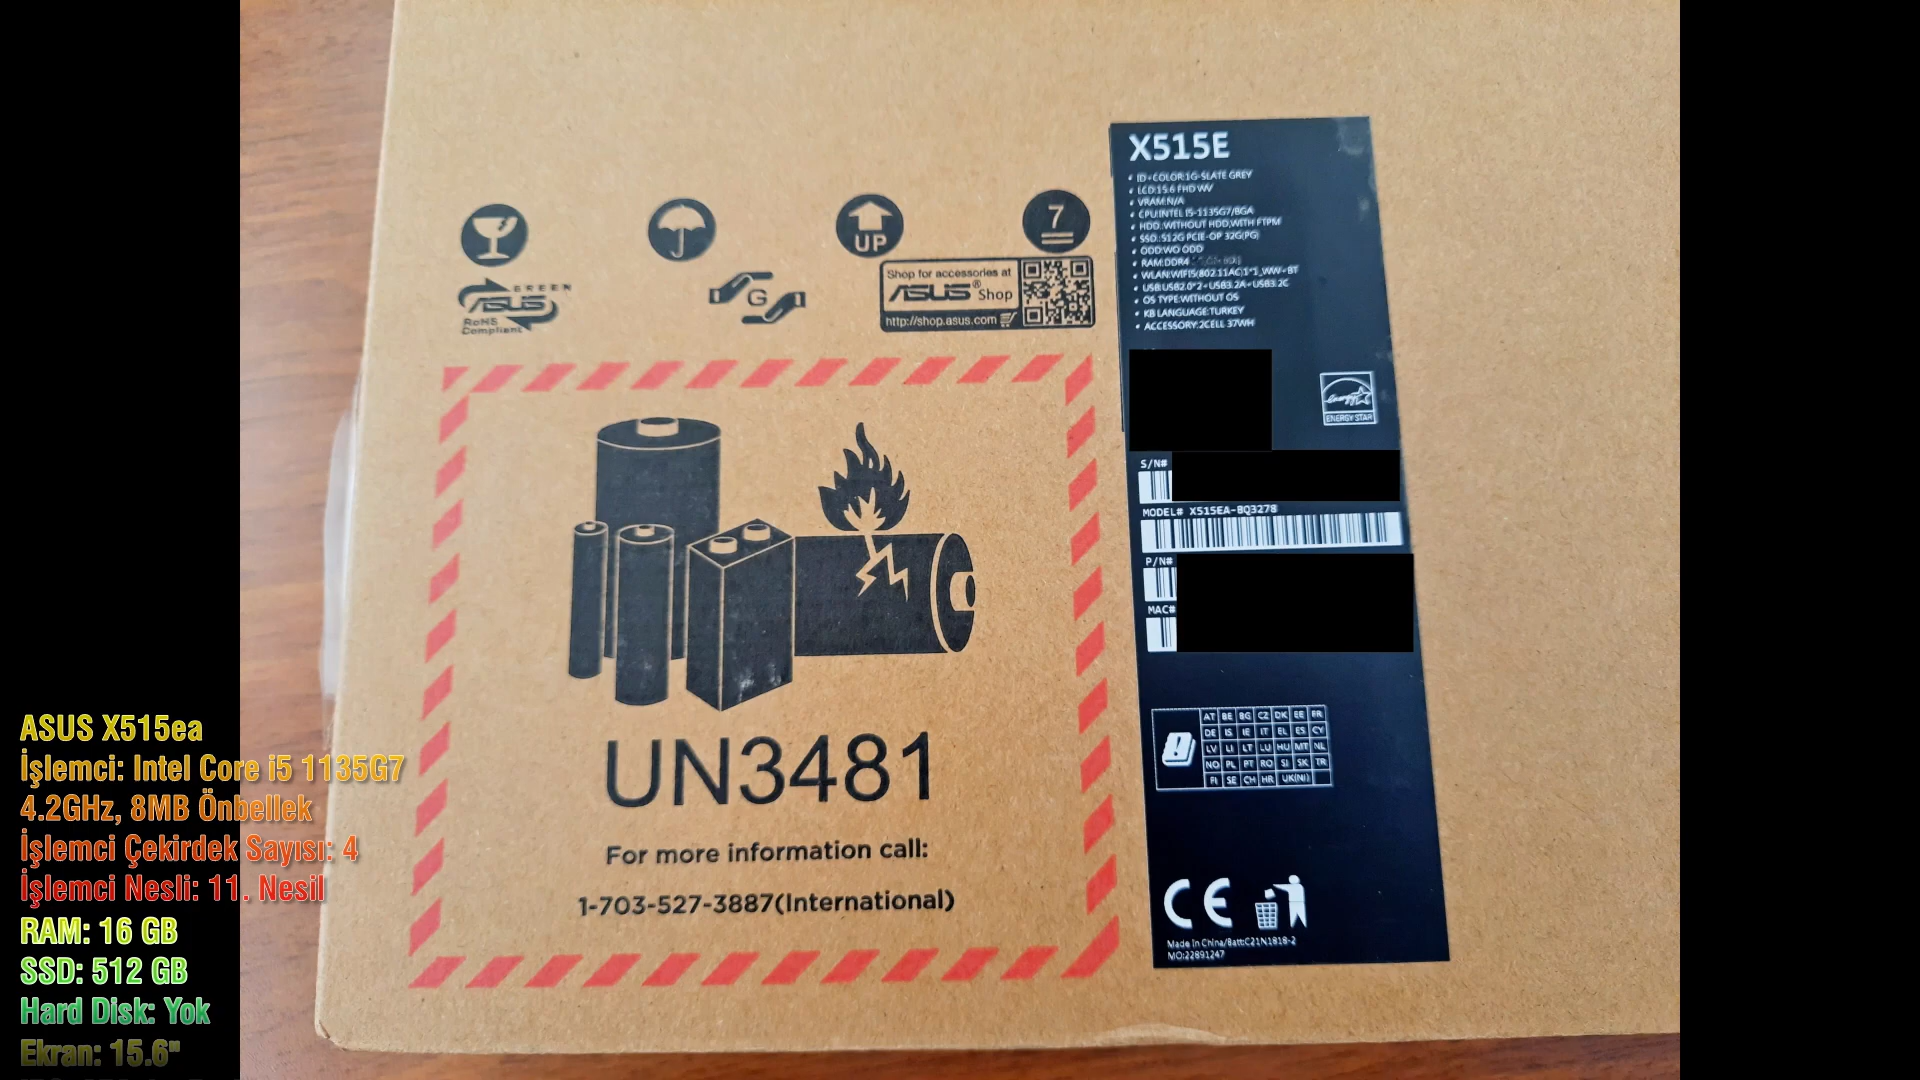 UP
7
GREEN
ASUS
RoHS
Compliant
G
Shop for accessories at
ASUS® Shop
http://shop.asus.com
X515E
• ID+COLOR:1G-SLATE GREY
• LCD:15.6 FHD WV
• VRAM:N/A
• CPU:INTEL I5-1135G7/BGA
• HDD:WITHOUT HDD,WITH FTPM
• SSD:512G PCIE-OP 32G(PG)
• ODD:WO ODD
• RAM:DDR4
• WLAN:WIFI5(802.11AC)1*1_WW+BT
• USB:USB2.0*2+USB3.2A+USB3.2C
• OS TYPE:WITHOUT OS
• KB LANGUAGE:TURKEY
• ACCESSORY:2CELL 37WH
energy
ENERGY STAR
S/N#
MODEL# X515EA-BQ3278
P/N#
MAC#
AT BE BG CZ DK EE FR
DE IS IE IT EL ES CY
LV LI LT LU HU MT NL
NO PL PT RO SI SK TR
FI SE CH HR UK(NI)
CE
Made in China/Batt:C21N1818-2
MO:22891247
UN3481
For more information call:
1-703-527-3887(International)
ASUS X515ea
İşlemci: Intel Core i5 1135G7
4.2GHz, 8MB Önbellek
İşlemci Çekirdek Sayısı: 4
İşlemci Nesli: 11. Nesil
RAM: 16 GB
SSD: 512 GB
Hard Disk: Yok
Ekran: 15.6"